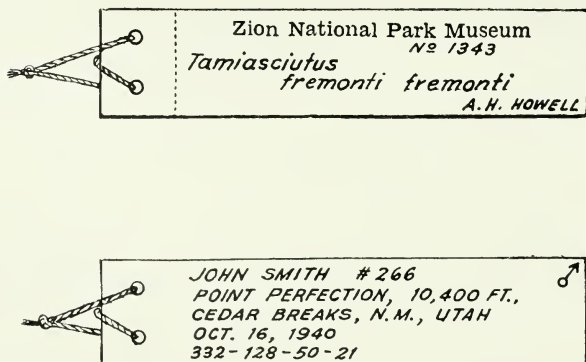 Zion National Park Museum
Nº 1343
Tamiasciutus
fremonti fremonti
A.H. HOWELL
JOHN SMITH #266 ♂
POINT PERFECTION, 10,400 FT.,
CEDAR BREAKS, N.M., UTAH
OCT. 16, 1940
332-128-50-21